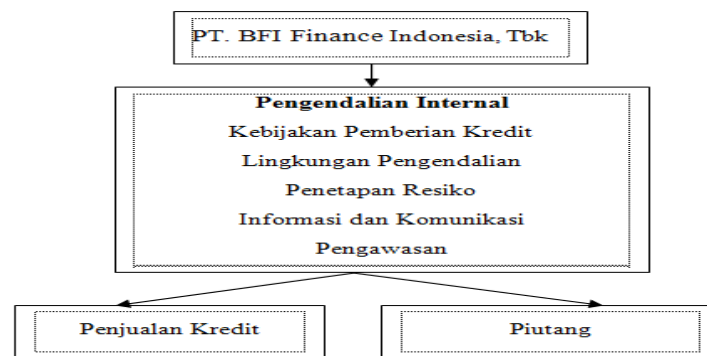 PT. BFI Finance Indonesia, Tbk
Pengendalian Internal
Kebijakan Pemberian Kredit
Lingkungan Pengendalian
Penetapan Resiko
Informasi dan Komunikasi
Pengawasan
Penjualan Kredit
Piutang